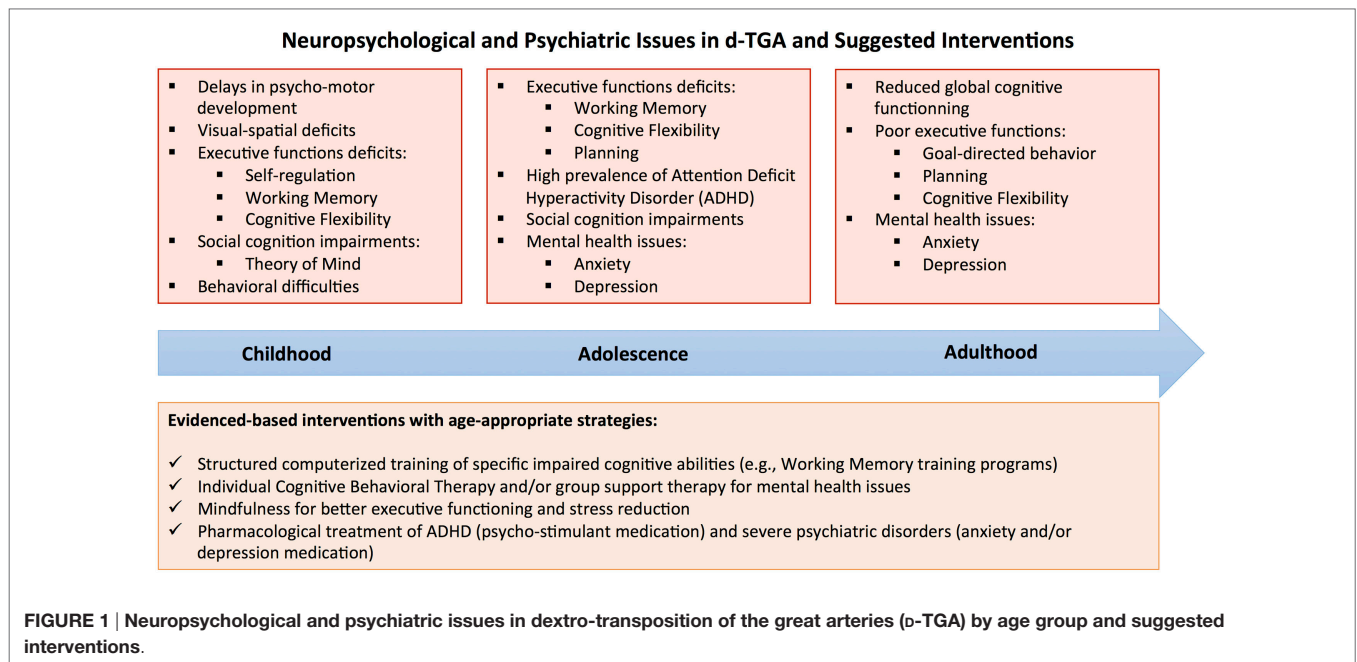 Neuropsychological and Psychiatric Issues in d-TGA and Suggested Interventions
▪ Delays in psycho-motor
development
▪ Visual-spatial deficits
▪ Executive functions deficits:
▪ Self-regulation
▪ Working Memory
▪ Cognitive Flexibility
▪ Social cognition impairments:
▪ Theory of Mind
▪ Behavioral difficulties
▪ Executive functions deficits:
▪ Working Memory
▪ Cognitive Flexibility
▪ Planning
▪ High prevalence of Attention Deficit
Hyperactivity Disorder (ADHD)
▪ Social cognition impairments
▪ Mental health issues:
▪ Anxiety
▪ Depression
▪ Reduced global cognitive
functionning
▪ Poor executive functions:
▪ Goal-directed behavior
▪ Planning
▪ Cognitive Flexibility
▪ Mental health issues:
▪ Anxiety
▪ Depression
Childhood
Adolescence
Adulthood
Evidenced-based interventions with age-appropriate strategies:
✓ Structured computerized training of specific impaired cognitive abilities (e.g., Working Memory training programs)
✓ Individual Cognitive Behavioral Therapy and/or group support therapy for mental health issues
✓ Mindfulness for better executive functioning and stress reduction
✓ Pharmacological treatment of ADHD (psycho-stimulant medication) and severe psychiatric disorders (anxiety and/or
depression medication)
FIGURE 1 | Neuropsychological and psychiatric issues in dextro-transposition of the great arteries (D-TGA) by age group and suggested
interventions.